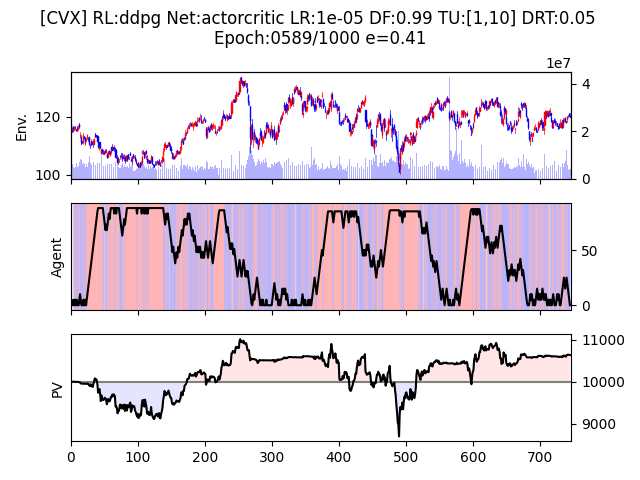 [CVX] RL:ddpg Net:actorcritic LR:1e-05 DF:0.99 TU:[1,10] DRT:0.05
Epoch:0589/1000 e=0.41
1e7
Env.
120
100
4
2
0
Agent
50
0
PV
11000
10000
9000
0 100 200 300 400 500 600 700